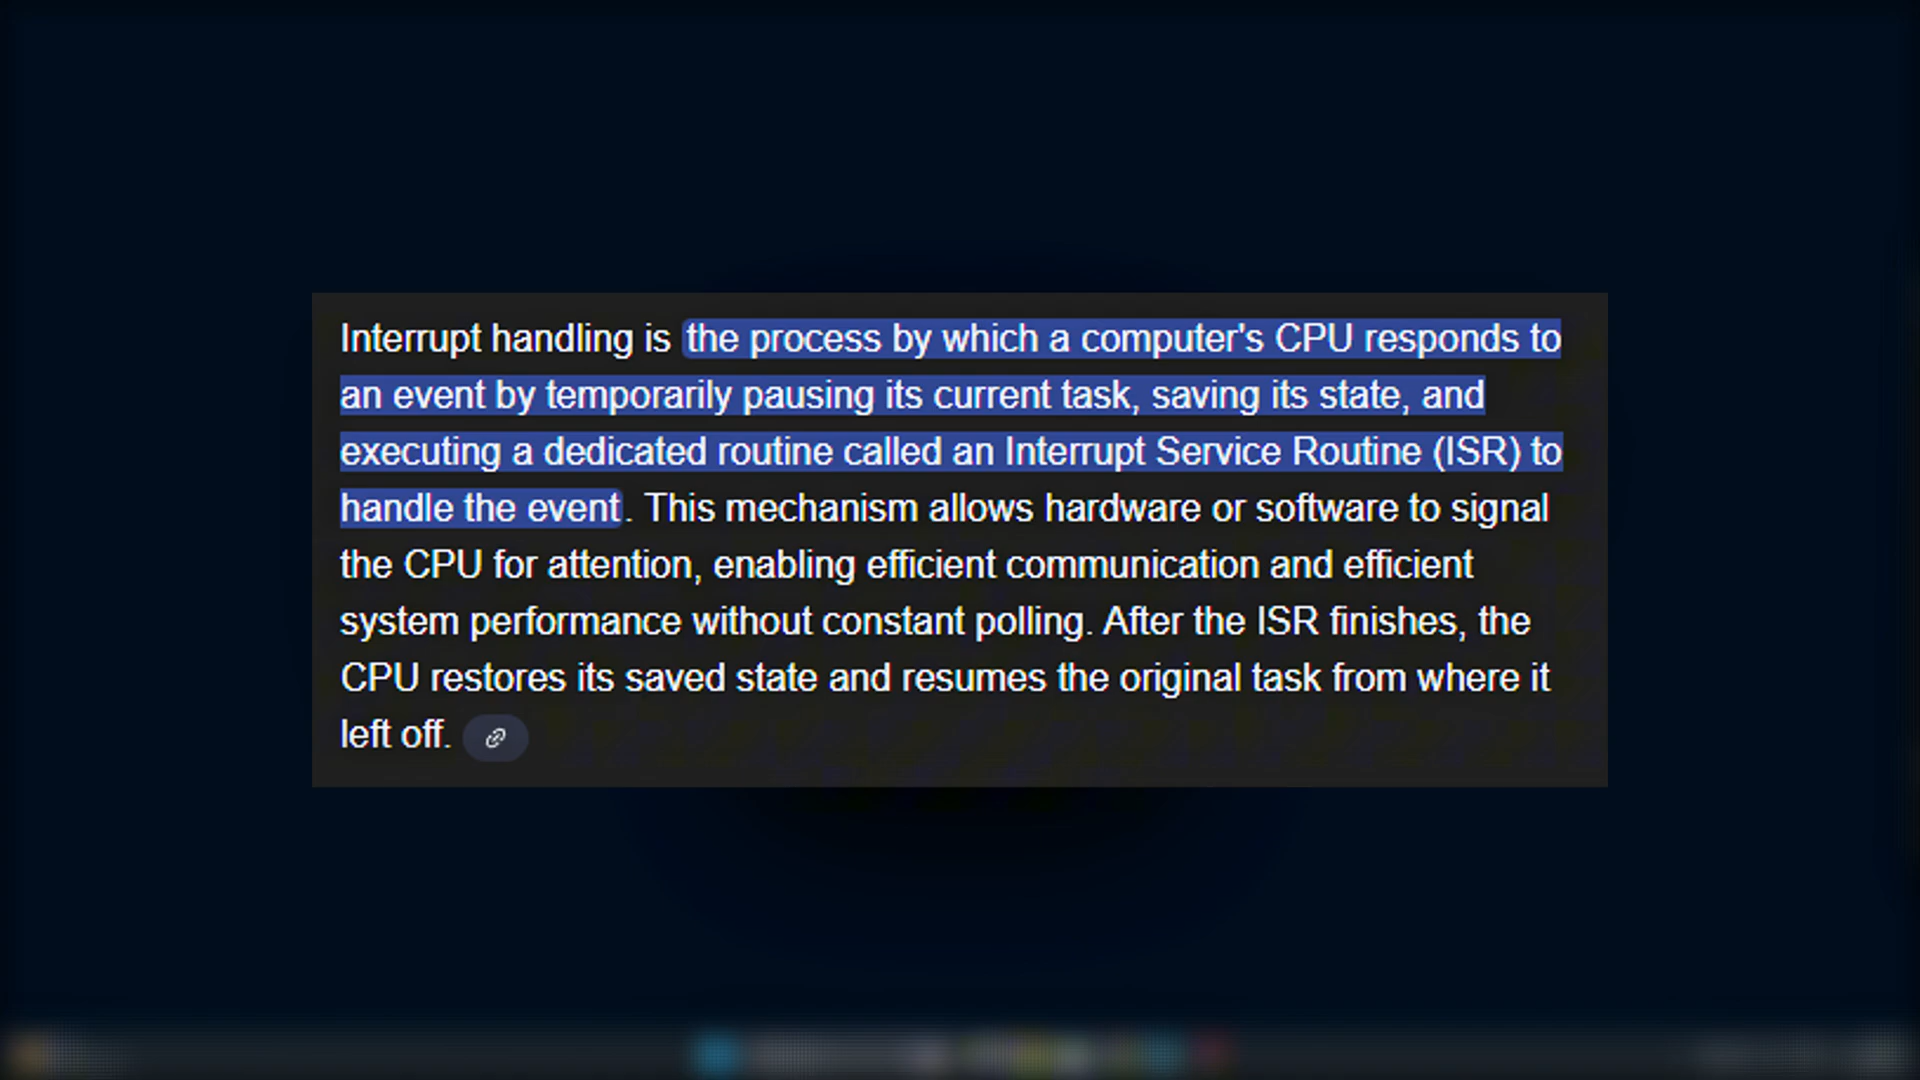 Interrupt handling is the process by which a computer's CPU responds to
an event by temporarily pausing its current task, saving its state, and
executing a dedicated routine called an Interrupt Service Routine (ISR) to
handle the event. This mechanism allows hardware or software to signal
the CPU for attention, enabling efficient communication and efficient
system performance without constant polling. After the ISR finishes, the
CPU restores its saved state and resumes the original task from where it
left off.